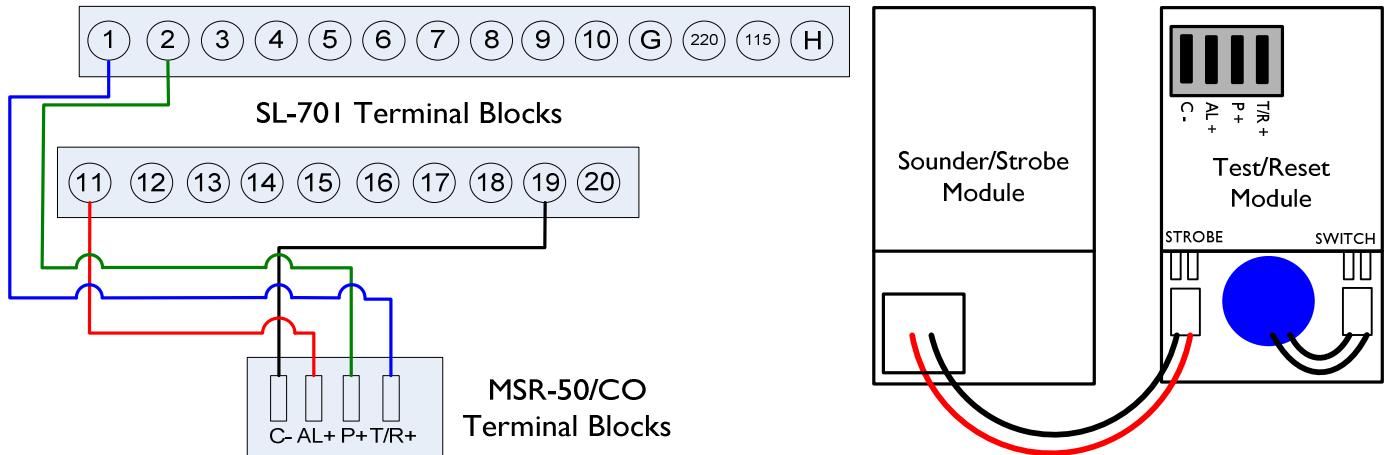 1 2 3 4 5 6 7 8 9 10 G 220 115 H
SL-701 Terminal Blocks
11 12 13 14 15 16 17 18 19 20
C- AL+ P+ T/R+
MSR-50/CO
Terminal Blocks
Sounder/Strobe
Module
C -
AL +
P +
T/R +
Test/Reset
Module
STROBE
SWITCH